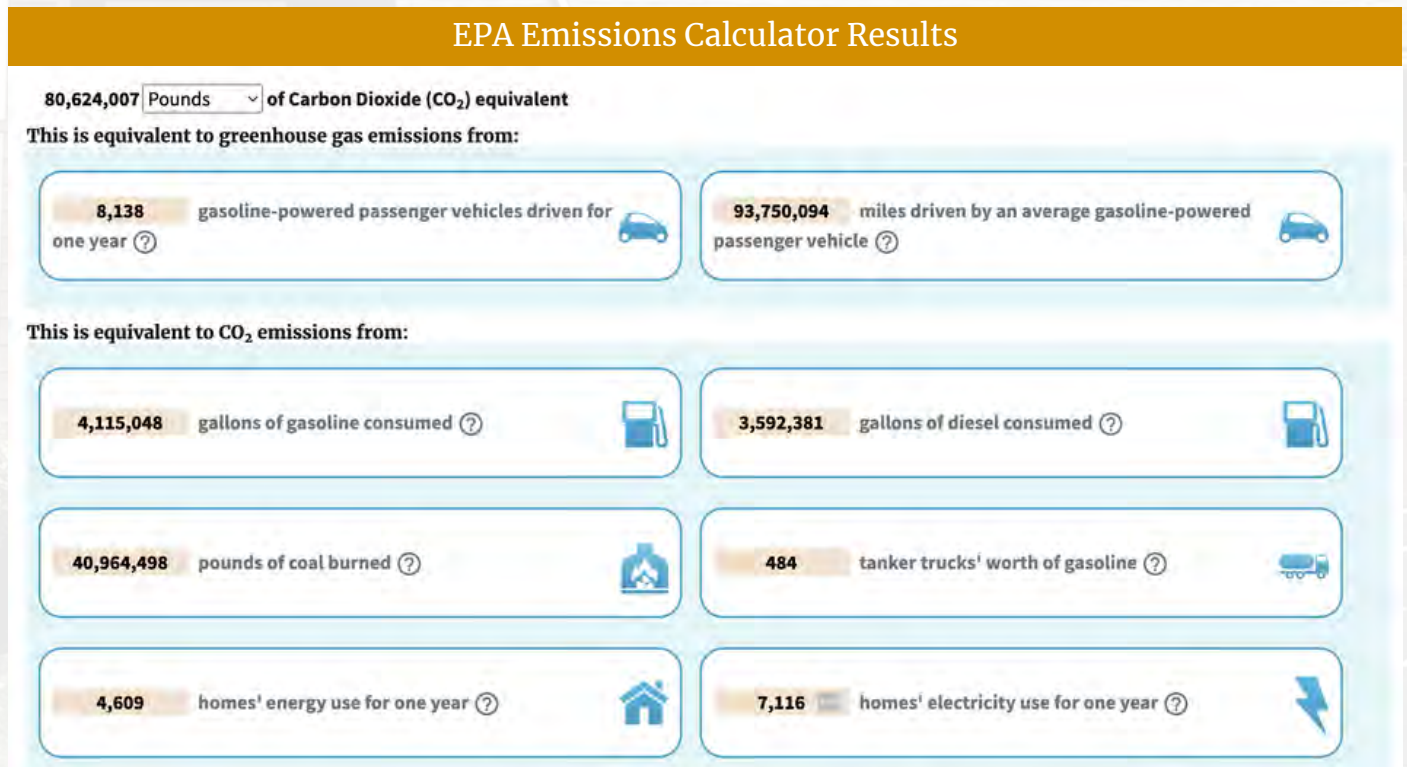 EPA Emissions Calculator Results
80,624,007 Pounds of Carbon Dioxide (CO₂) equivalent
This is equivalent to greenhouse gas emissions from:
8,138 gasoline-powered passenger vehicles driven for
one year ?
93,750,094 miles driven by an average gasoline-powered
passenger vehicle ?
This is equivalent to CO₂ emissions from:
4,115,048 gallons of gasoline consumed ?
3,592,381 gallons of diesel consumed ?
40,964,498 pounds of coal burned ?
484 tanker trucks' worth of gasoline ?
4,609 homes' energy use for one year ?
7,116 homes' electricity use for one year ?